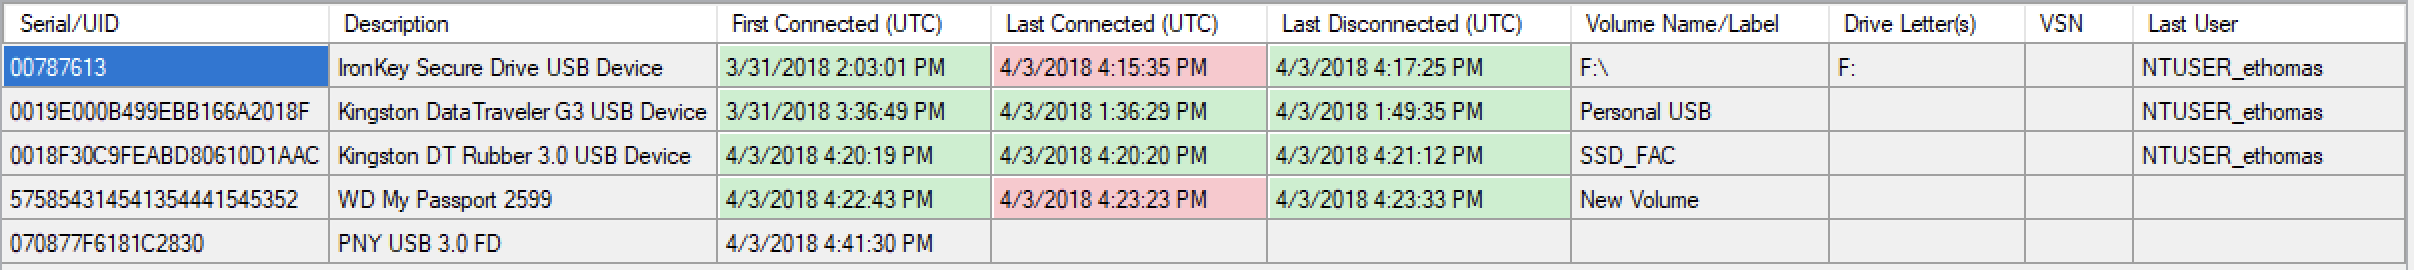 Serial/UID Description First Connected (UTC) Last Connected (UTC) Last Disconnected (UTC) Volume Name/Label Drive Letter(s) VSN Last User
00787613 IronKey Secure Drive USB Device 3/31/2018 2:03:01 PM 4/3/2018 4:15:35 PM 4/3/2018 4:17:25 PM F:\ F: NTUSER_ethomas
0019E000B499EBB166A2018F Kingston DataTraveler G3 USB Device 3/31/2018 3:36:49 PM 4/3/2018 1:36:29 PM 4/3/2018 1:49:35 PM Personal USB NTUSER_ethomas
0018F30C9FEABD80610D1AAC Kingston DT Rubber 3.0 USB Device 4/3/2018 4:20:19 PM 4/3/2018 4:20:20 PM 4/3/2018 4:21:12 PM SSD_FAC NTUSER_ethomas
575854314541354441545352 WD My Passport 2599 4/3/2018 4:22:43 PM 4/3/2018 4:23:23 PM 4/3/2018 4:23:33 PM New Volume
070877F6181C2830 PNY USB 3.0 FD 4/3/2018 4:41:30 PM